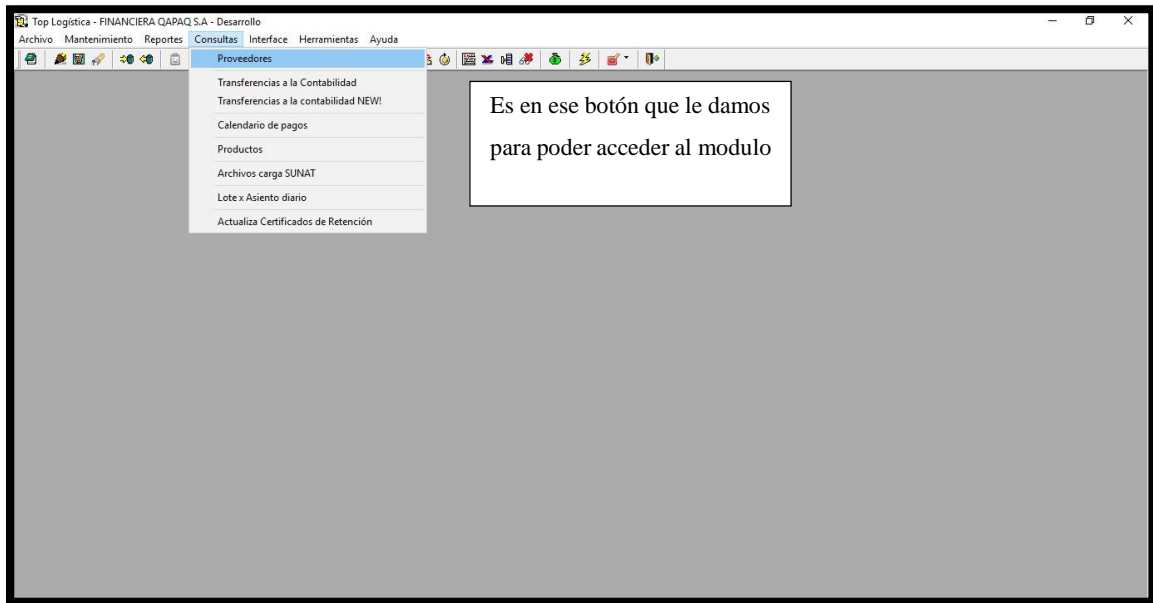 Top Logística - FINANCIERA QAPAQ S.A - Desarrollo
Archivo Mantenimiento Reportes Consultas Interface Herramientas Ayuda
Proveedores
Transferencias a la Contabilidad
Transferencias a la contabilidad NEW!
Calendario de pagos
Productos
Archivos carga SUNAT
Lote x Asiento diario
Actualiza Certificados de Retención
Es en ese botón que le damos
para poder acceder al modulo